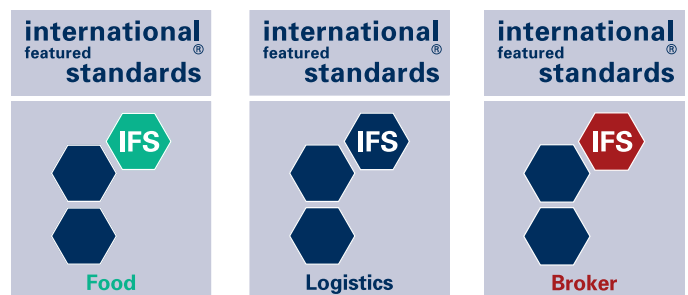 international
featured ®
standards
IFS
Food
international
featured ®
standards
IFS
Logistics
international
featured ®
standards
IFS
Broker